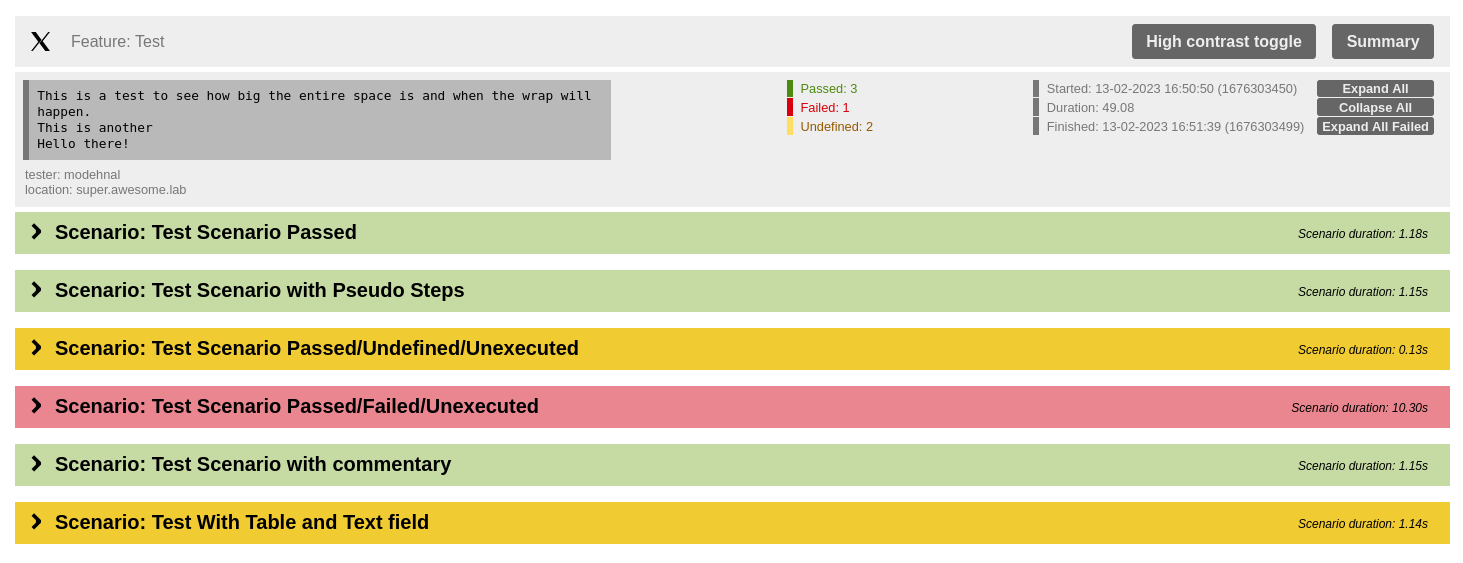 Feature: Test
High contrast toggle
Summary
This is a test to see how big the entire space is and when the wrap will
happen.
This is another
Hello there!
tester: modehnal
location: super.awesome.lab
Passed: 3
Failed: 1
Undefined: 2
Started: 13-02-2023 16:50:50 (1676303450)
Duration: 49.08
Finished: 13-02-2023 16:51:39 (1676303499)
Expand All
Collapse All
Expand All Failed
Scenario: Test Scenario Passed
Scenario duration: 1.18s
Scenario: Test Scenario with Pseudo Steps
Scenario duration: 1.15s
Scenario: Test Scenario Passed/Undefined/Unexecuted
Scenario duration: 0.13s
Scenario: Test Scenario Passed/Failed/Unexecuted
Scenario duration: 10.30s
Scenario: Test Scenario with commentary
Scenario duration: 1.15s
Scenario: Test With Table and Text field
Scenario duration: 1.14s